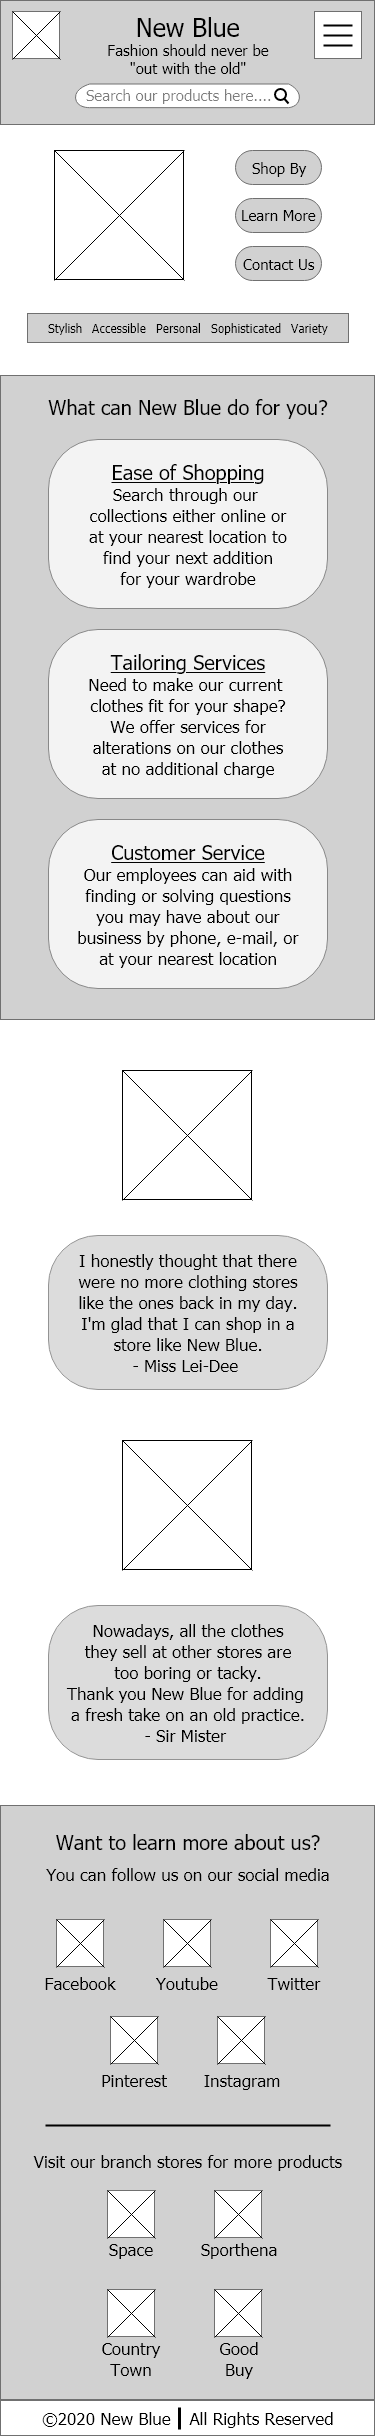 New Blue
Fashion should never be
"out with the old"
Search our products here....
Shop By
Learn More
Contact Us
Stylish Accessible Personal Sophisticated Variety
What can New Blue do for you?
Ease of Shopping
Search through our
collections either online or
at your nearest location to
find your next addition
for your wardrobe
Tailoring Services
Need to make our current
clothes fit for your shape?
We offer services for
alterations on our clothes
at no additional charge
Customer Service
Our employees can aid with
finding or solving questions
you may have about our
business by phone, e-mail, or
at your nearest location
I honestly thought that there
were no more clothing stores
like the ones back in my day.
I'm glad that I can shop in a
store like New Blue.
- Miss Lei-Dee
Nowadays, all the clothes
they sell at other stores are
too boring or tacky.
Thank you New Blue for adding
a fresh take on an old practice.
- Sir Mister
Want to learn more about us?
You can follow us on our social media
Facebook Youtube Twitter
Pinterest Instagram
Visit our branch stores for more products
Space Sporthena
Country Good
Town Buy
©2020 New Blue | All Rights Reserved